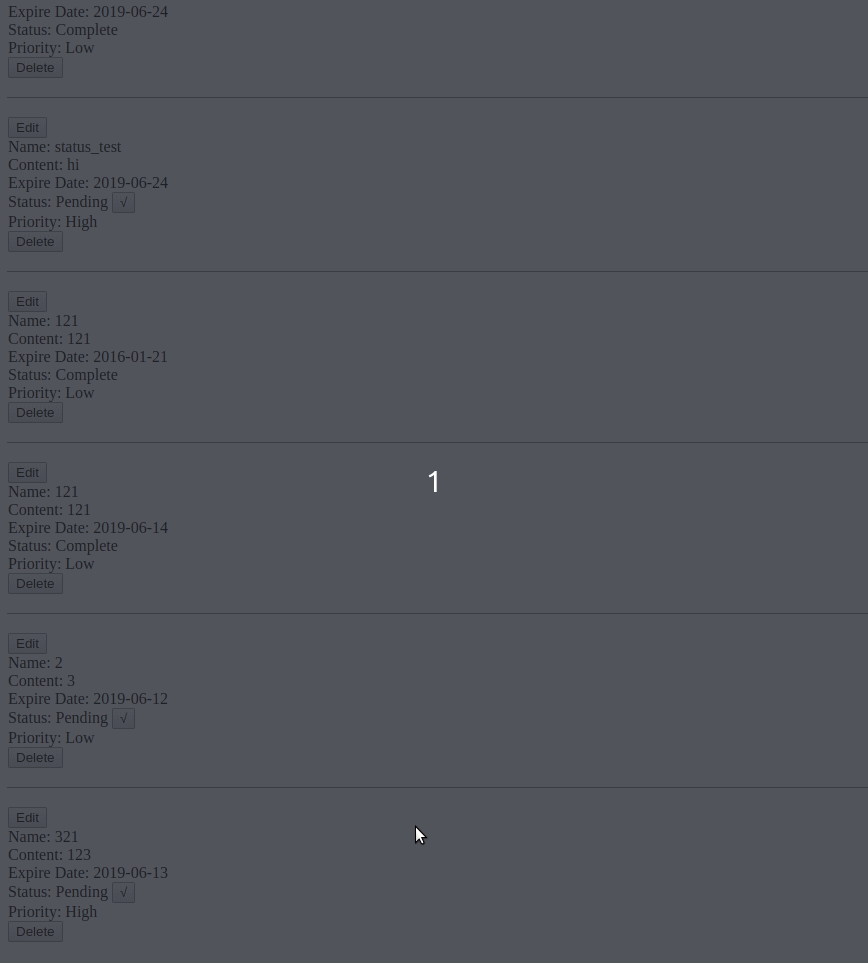 Expire Date: 2019-06-24
Status: Complete
Priority: Low
Delete
Edit
Name: status_test
Content: hi
Expire Date: 2019-06-24
Status: Pending √
Priority: High
Delete
Edit
Name: 121
Content: 121
Expire Date: 2016-01-21
Status: Complete
Priority: Low
Delete
1
Edit
Name: 121
Content: 121
Expire Date: 2019-06-14
Status: Complete
Priority: Low
Delete
Edit
Name: 2
Content: 3
Expire Date: 2019-06-12
Status: Pending √
Priority: Low
Delete
Edit
Name: 321
Content: 123
Expire Date: 2019-06-13
Status: Pending √
Priority: High
Delete